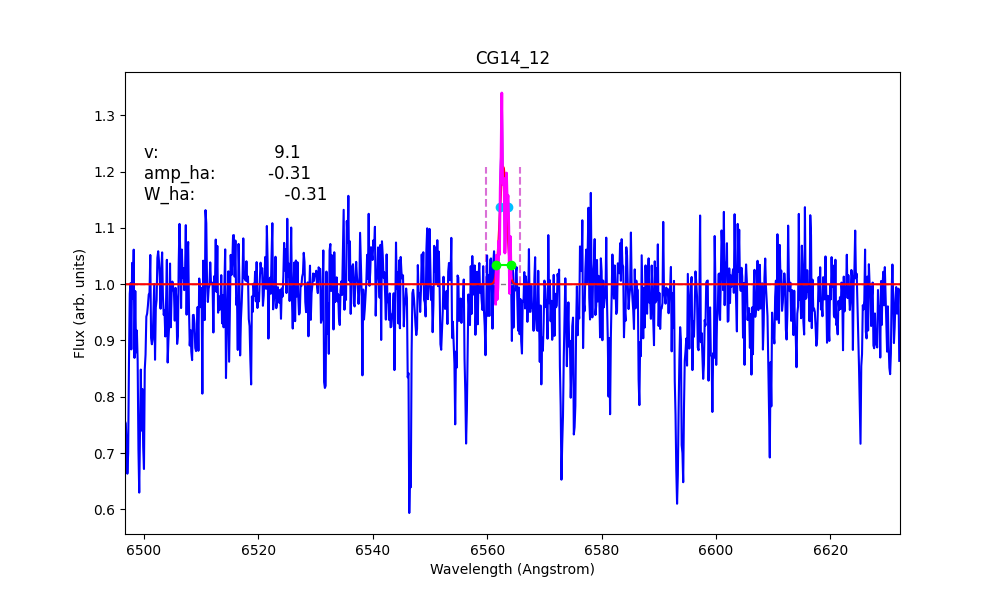 CG14_12
v: 9.1
amp_ha: -0.31
W_ha: -0.31
Flux (arb. units)
1.3
1.2
1.1
1.0
0.9
0.8
0.7
0.6
6500 6520 6540 6560 6580 6600 6620
Wavelength (Angstrom)